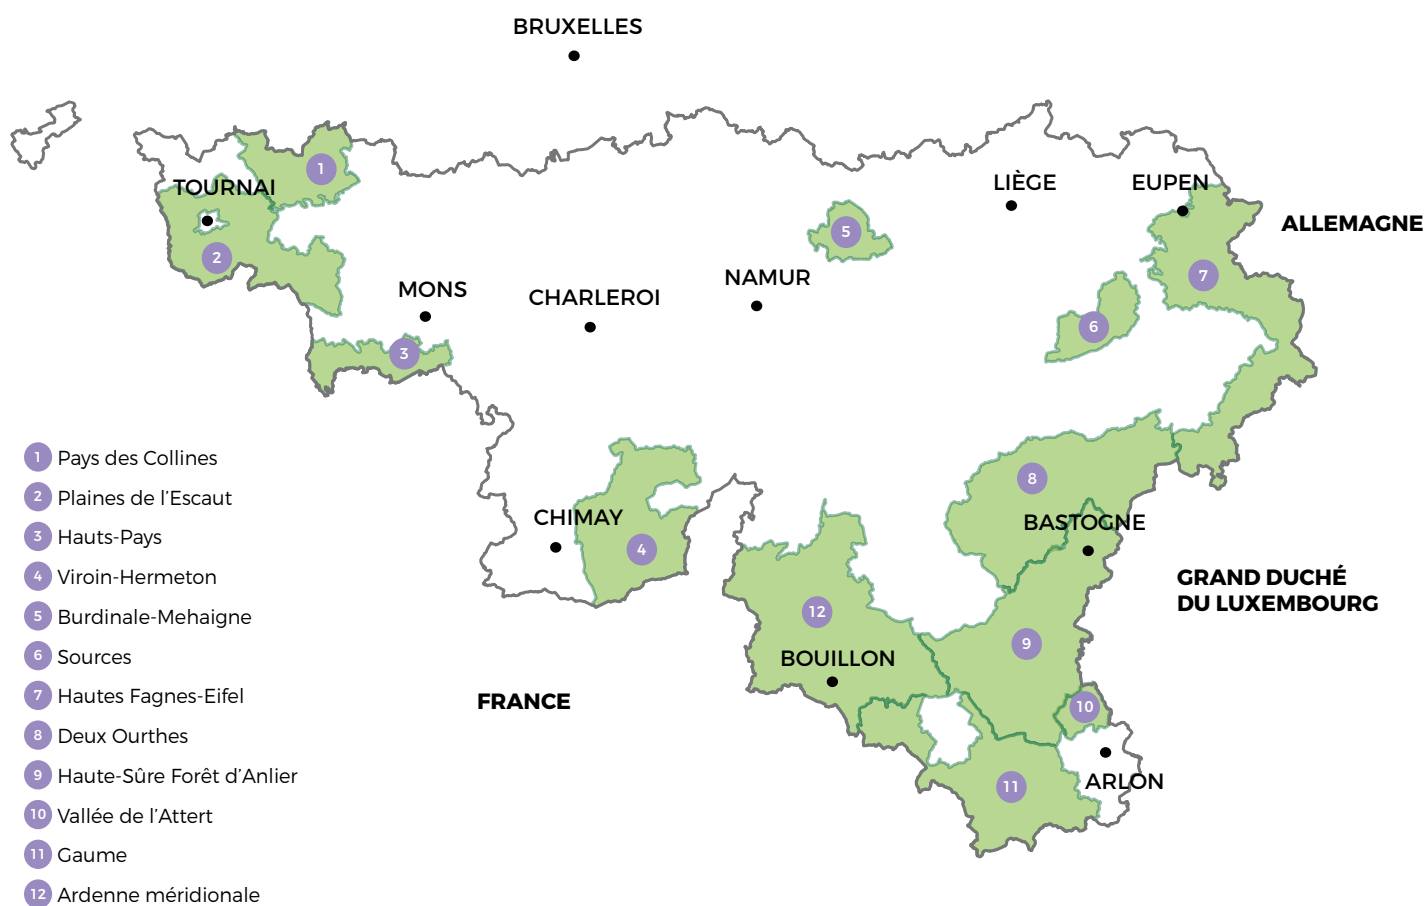 BRUXELLES
1
TOURNAI
LIÈGE
EUPEN
ALLEMAGNE
5
2
7
NAMUR
MONS
CHARLEROI
6
3
8
CHIMAY
BASTOGNE
4
GRAND DUCHÉ
DU LUXEMBOURG
12
9
BOUILLON
FRANCE
10
ARLON
11
1 Pays des Collines
2 Plaines de l’Escaut
3 Hauts-Pays
4 Viroin-Hermeton
5 Burdinale-Mehaigne
6 Sources
7 Hautes Fagnes-Eifel
8 Deux Ourthes
9 Haute-Sûre Forêt d’Anlier
10 Vallée de l’Attert
11 Gaume
12 Ardenne méridionale